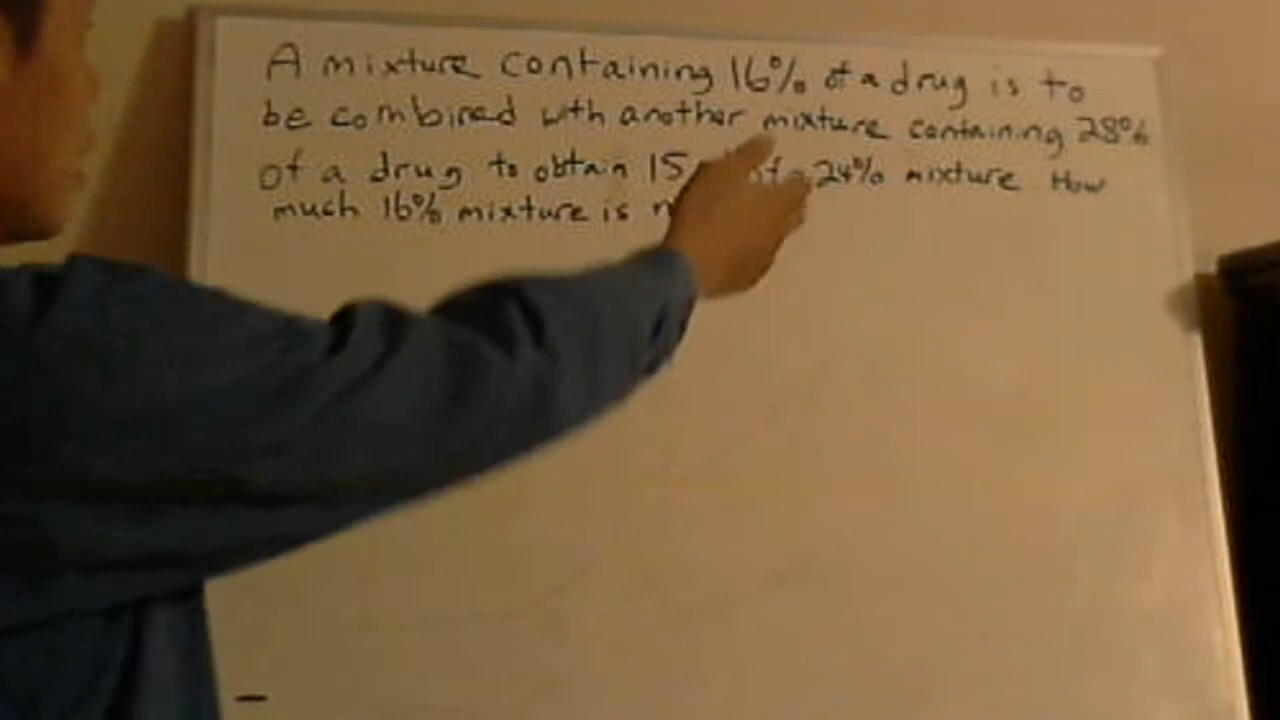 A mixture containing 16% of a drug is to
be combined with another mixture containing 28%
of a drug to obtain 15 of a 24% mixture. How
much 16% mixture is